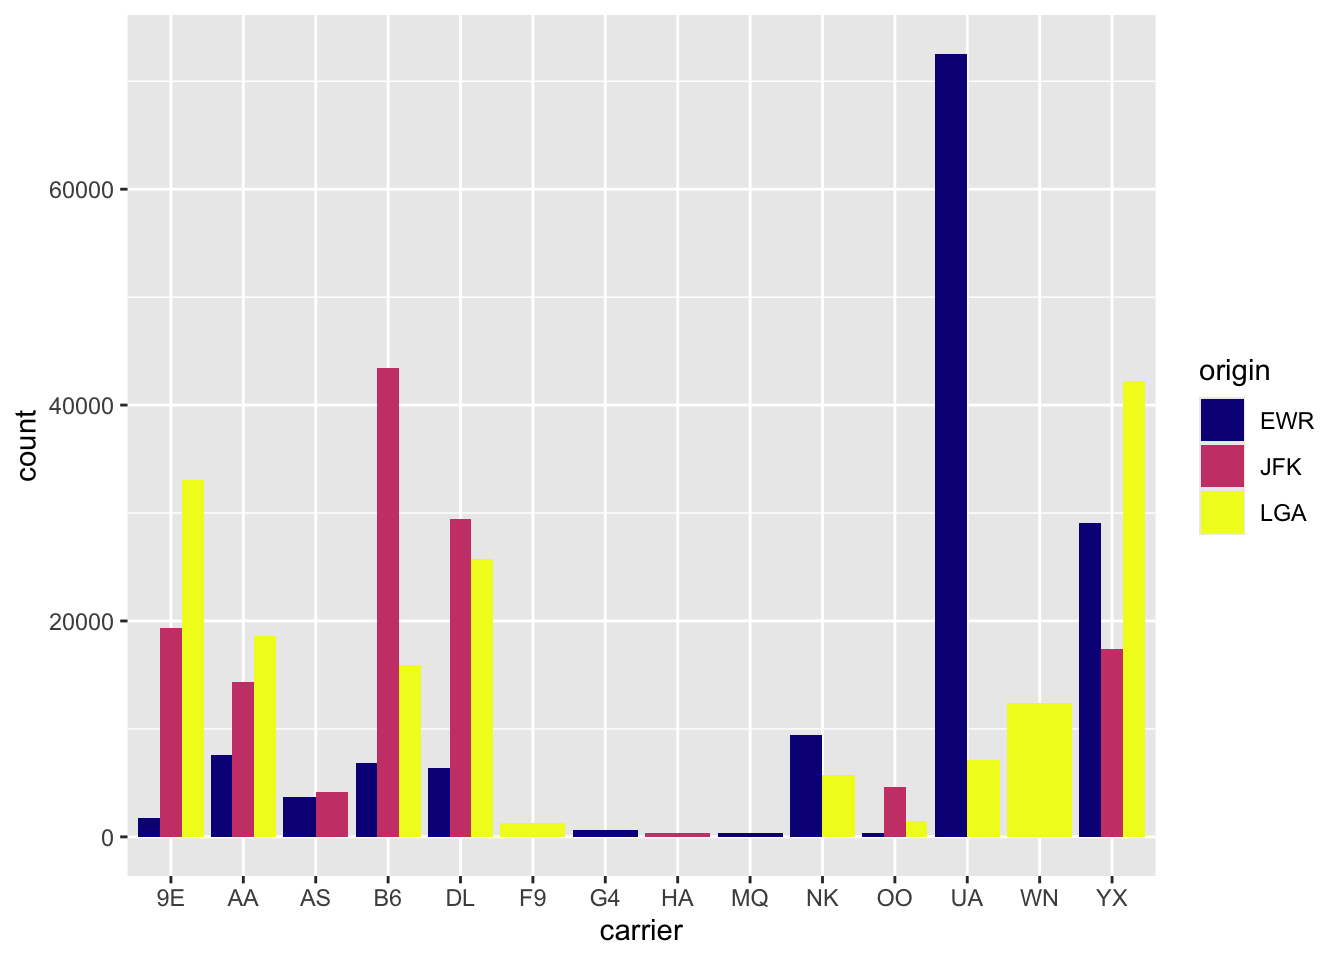 60000
40000
20000
0
count
9E AA AS B6 DL F9 G4 HA MQ NK OO UA WN YX
carrier
origin
EWR
JFK
LGA